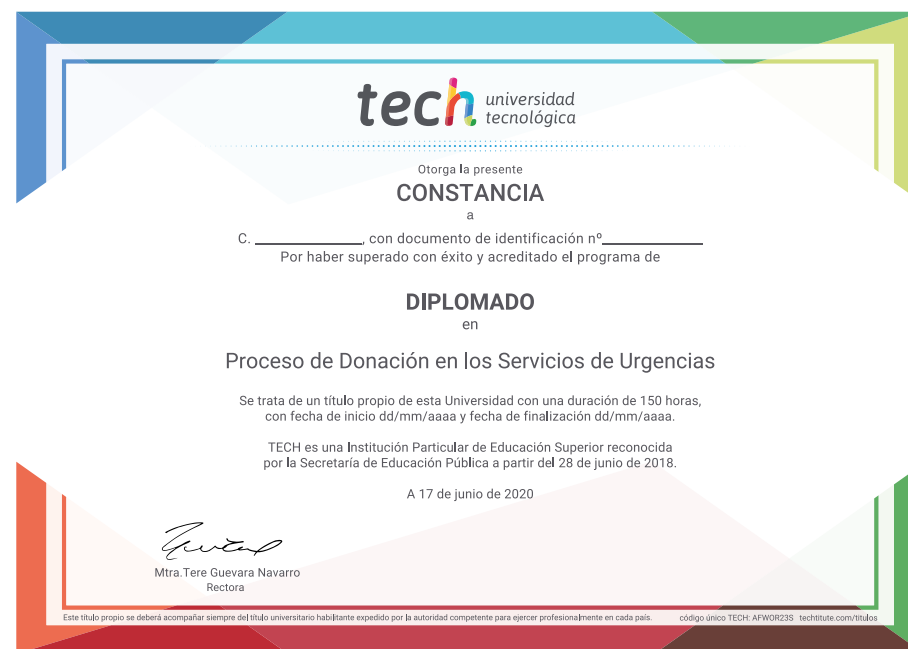 tech universidad
tecnológica
Otorga la presente
CONSTANCIA
a
C. ____________, con documento de identificación nº____________
Por haber superado con éxito y acreditado el programa de
DIPLOMADO
en
Proceso de Donación en los Servicios de Urgencias
Se trata de un título propio de esta Universidad con una duración de 150 horas,
con fecha de inicio dd/mm/aaaa y fecha de finalización dd/mm/aaaa.
TECH es una Institución Particular de Educación Superior reconocida
por la Secretaría de Educación Pública a partir del 28 de junio de 2018.
A 17 de junio de 2020
Mtra.Tere Guevara Navarro
Rectora
Este título propio se deberá acompañar siempre del título universitario habilitante expedido por la autoridad competente para ejercer profesionalmente en cada país. código único TECH: AFWOR23S techtitute.com/titulos